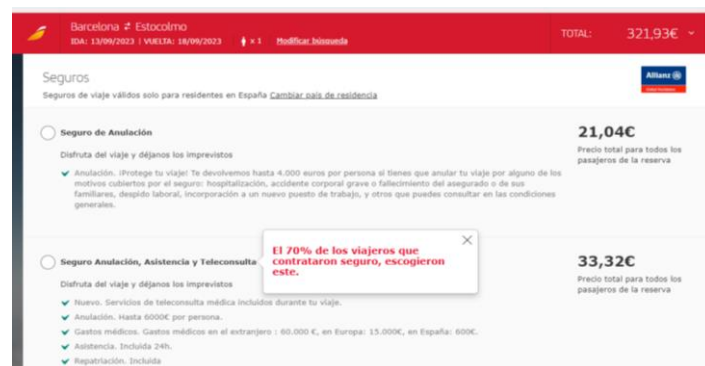 Barcelona ⇄ Estocolmo
IDA: 13/09/2023 | VUELTA: 18/09/2023 x 1 Modificar búsqueda
TOTAL: 321,93€
Seguros
Seguros de viaje válidos solo para residentes en España Cambiar país de residencia
Allianz
Seguro de Anulación
21,04€
Precio total para todos los
pasajeros de la reserva
Disfruta del viaje y déjanos los imprevistos
Anulación. ¡Protege tu viaje! Te devolvemos hasta 4.000 euros por persona si tienes que anular tu viaje por alguno de los
motivos cubiertos por el seguro: hospitalización, accidente corporal grave o fallecimiento del asegurado o de sus
familiares, despido laboral, incorporación a un nuevo puesto de trabajo, y otros que puedes consultar en las condiciones
generales.
El 70% de los viajeros que
contrataron seguro, escogieron
este.
Seguro Anulación, Asistencia y Teleconsulta
33,32€
Precio total para todos los
pasajeros de la reserva
Disfruta del viaje y déjanos los imprevistos
Nuevo. Servicios de teleconsulta médica incluidos durante tu viaje.
Anulación. Hasta 6000€ por persona.
Gastos médicos. Gastos médicos en el extranjero : 60.000 €, en Europa: 15.000€, en España: 600€.
Asistencia. Incluida 24h.
Repatriación. Incluida